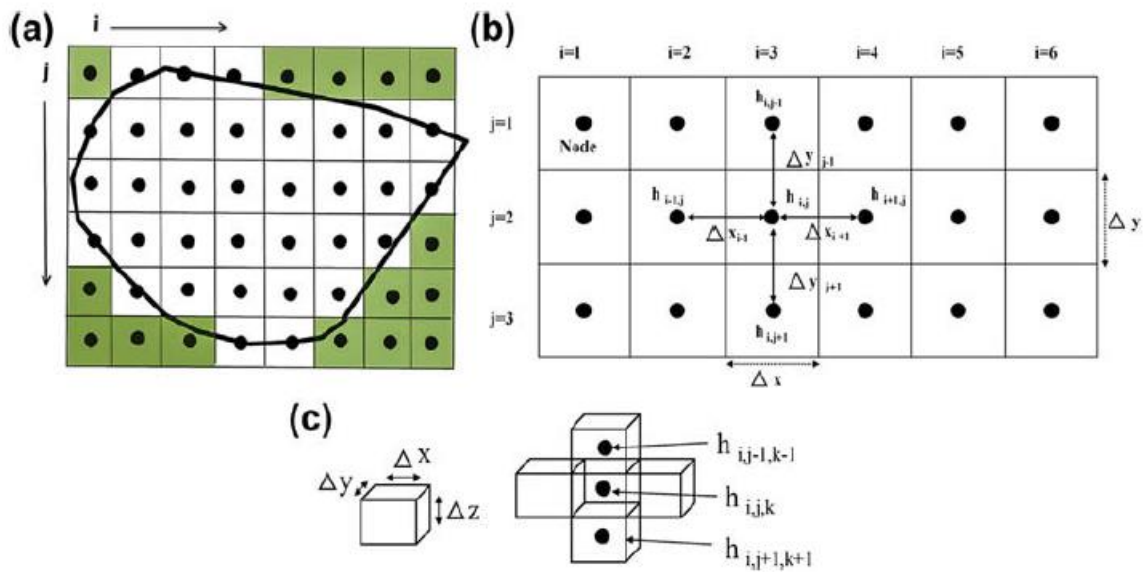 (a)
i
j
(b)
i=1 i=2 i=3 i=4 i=5 i=6
j=1
j=2
j=3
h i,j-1
Node
Δ y j-1
h i-1,j
h i,j
h i+1,j
Δ x i-1
Δ x i+1
Δ y
Δ y j+1
h i,j+1
Δ x
(c)
Δ x
Δ y
Δ z
h i,j-1,k-1
h i,j,k
h i,j+1,k+1